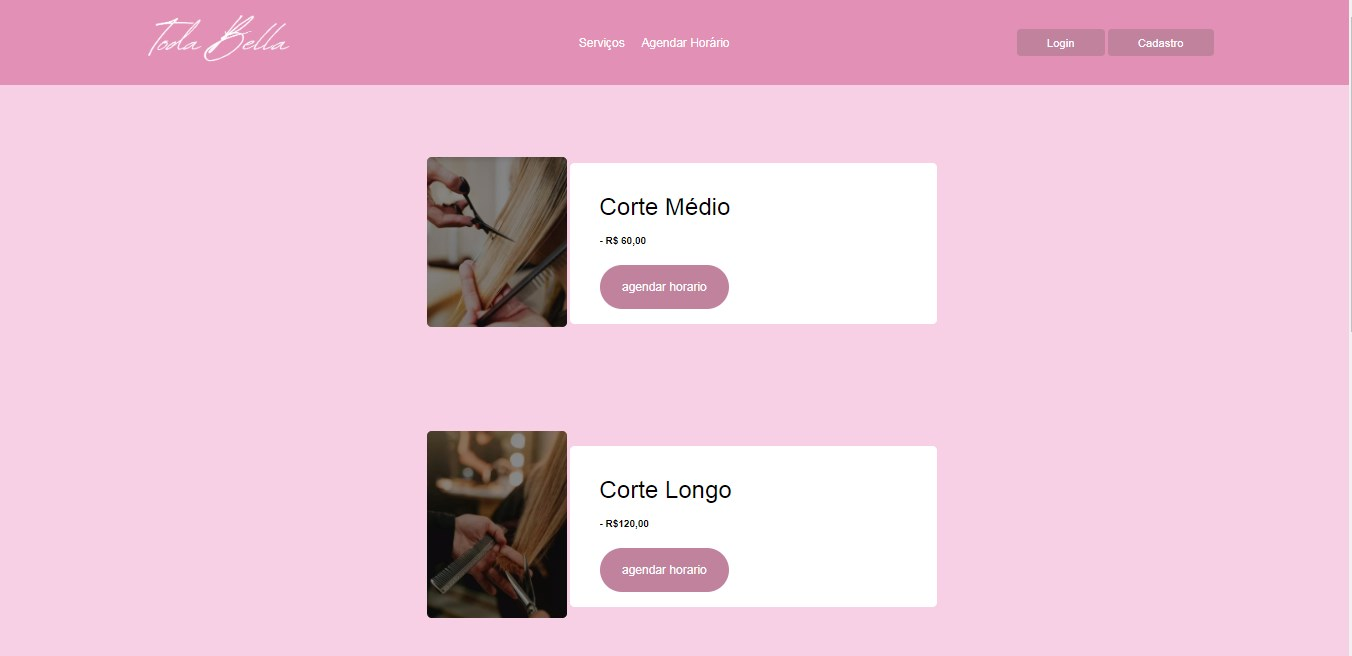 Toda Bella
Serviços Agendar Horário
Login Cadastro
Corte Médio
- R$ 60,00
agendar horario
Corte Longo
- R$120,00
agendar horario